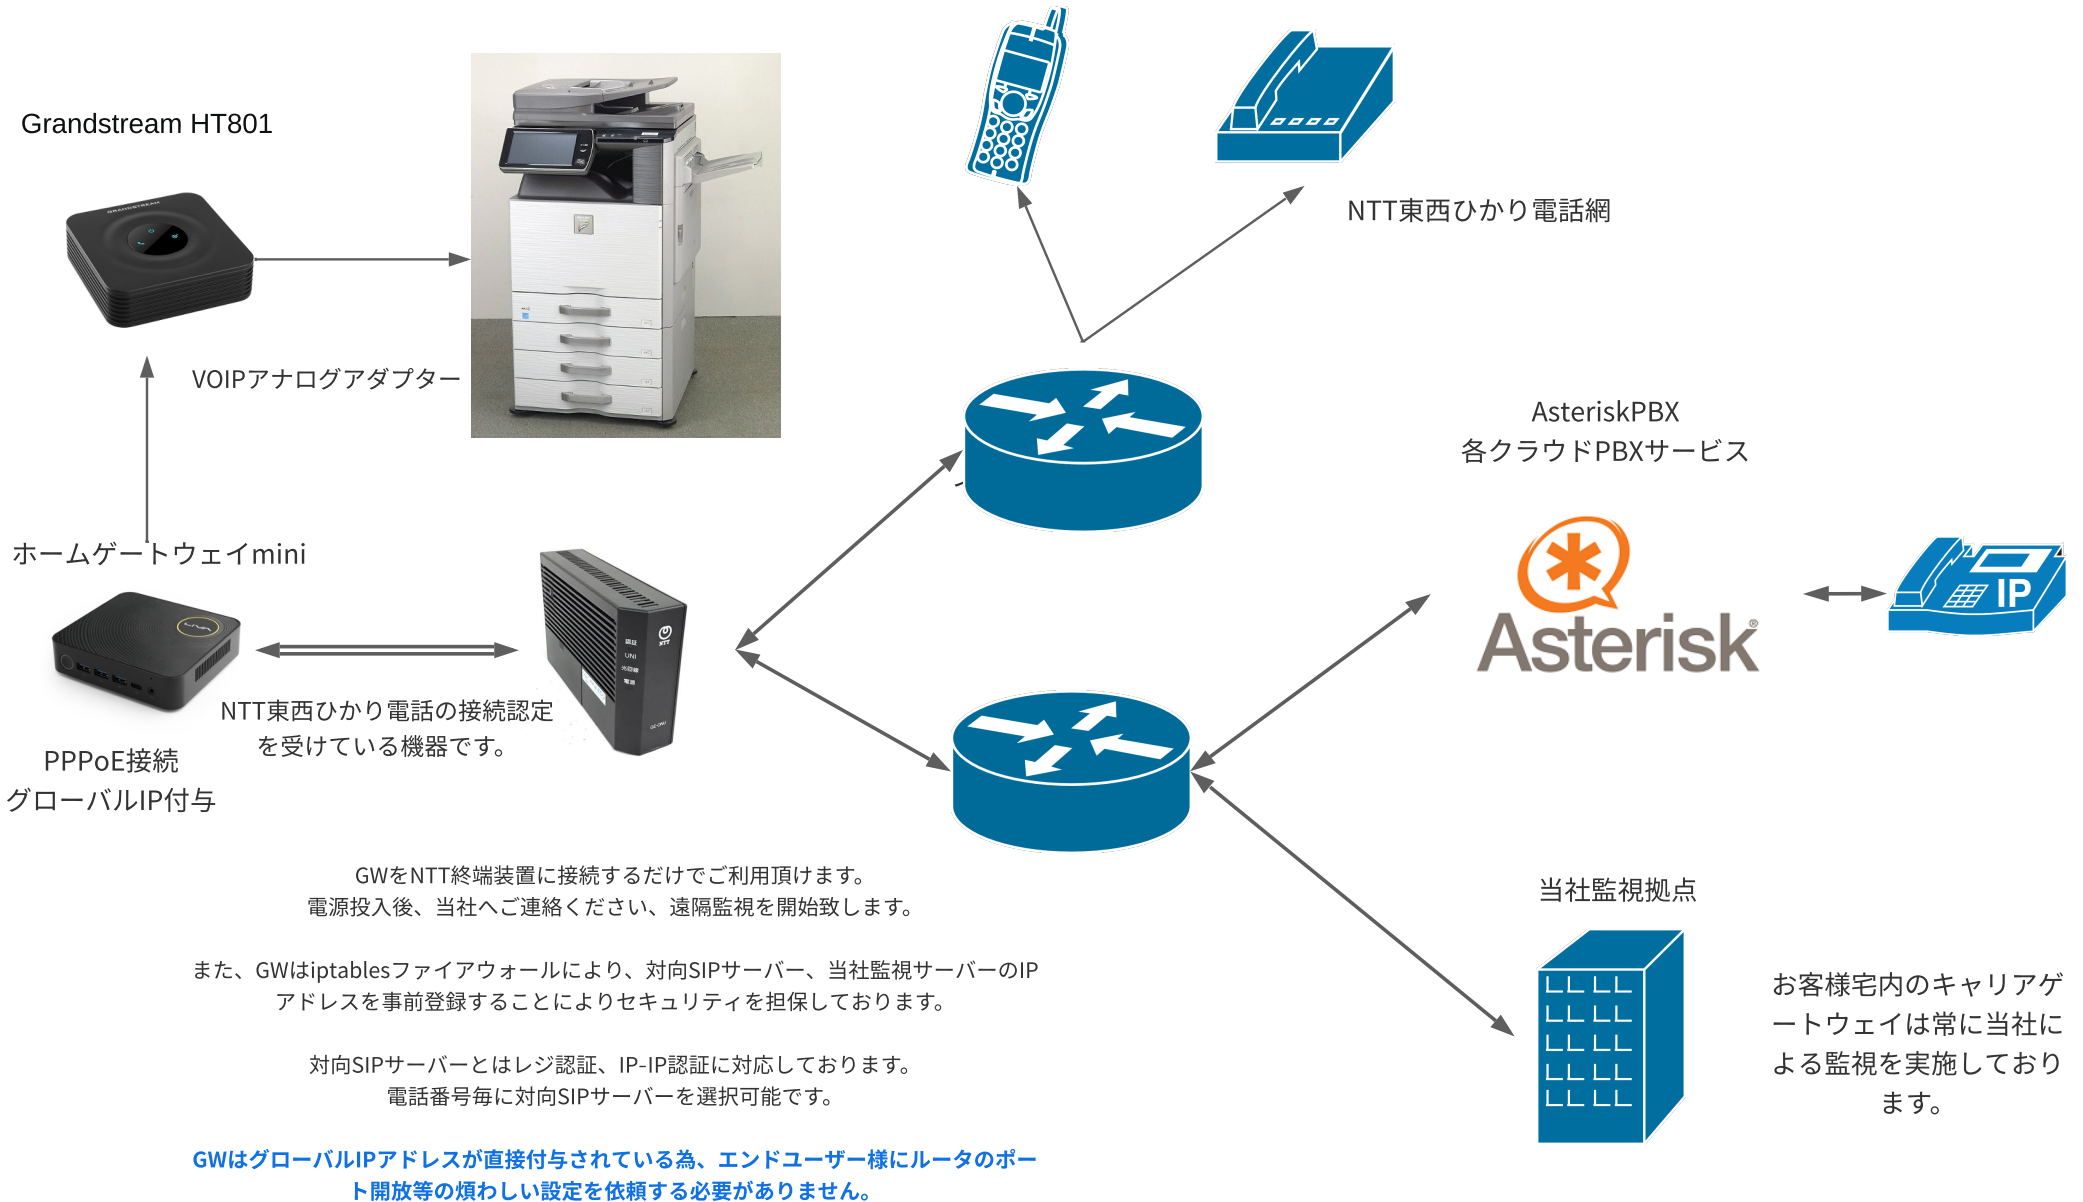 Grandstream HT801
GRANDSTREAM
NTT東西ひかり電話網
VOIPアナログアダプター
AsteriskPBX
各クラウドPBXサービス
ホームゲートウェイmini
LIVA
認証
UNI
光回線
電源
NTT
GE-ONU
Asterisk®
IP
NTT東西ひかり電話の接続認定
を受けている機器です。
PPPoE接続
グローバルIP付与
GWをNTT終端装置に接続するだけでご利用頂けます。
電源投入後、当社へご連絡ください、遠隔監視を開始致します。
また、GWはiptablesファイアウォールにより、対向SIPサーバー、当社監視サーバーのIP
アドレスを事前登録することによりセキュリティを担保しております。
対向SIPサーバーとはレジ認証、IP-IP認証に対応しております。
電話番号毎に対向SIPサーバーを選択可能です。
GWはグローバルIPアドレスが直接付与されている為、エンドユーザー様にルータのポー
ト開放等の煩わしい設定を依頼する必要がありません。
当社監視拠点
お客様宅内のキャリアゲ
ートウェイは常に当社に
よる監視を実施しており
ます。